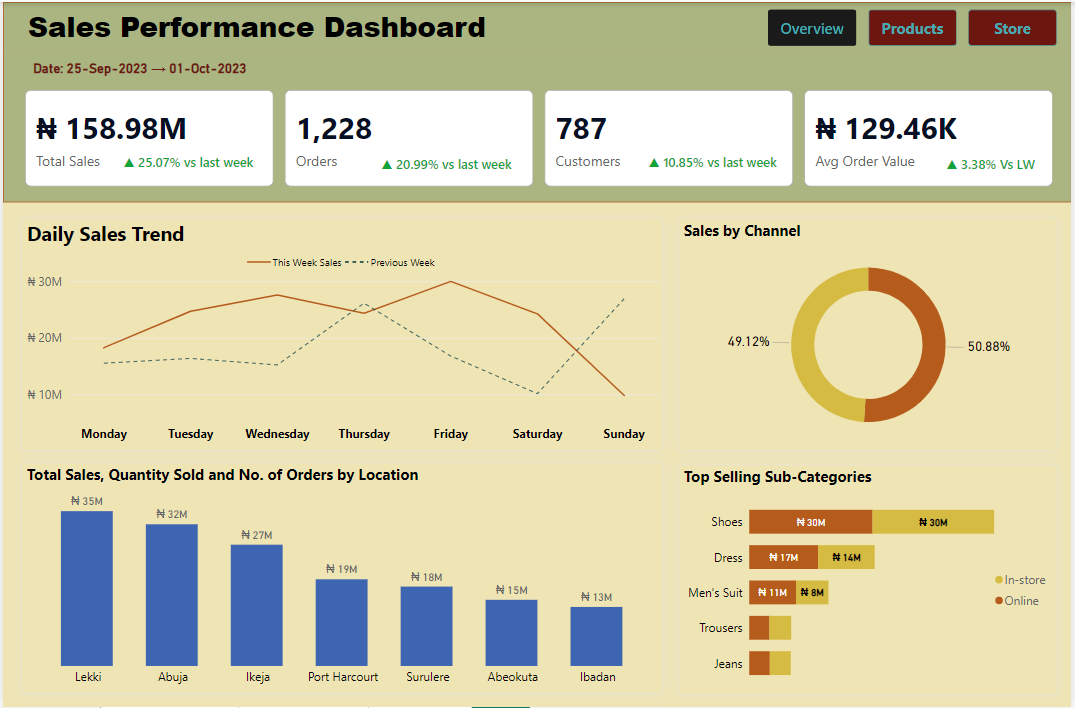 Sales Performance Dashboard
Overview
Products
Store
Date: 25-Sep-2023 → 01-Oct-2023
₦ 158.98M
Total Sales
▲ 25.07% vs last week
1,228
Orders
▲ 20.99% vs last week
787
Customers
▲ 10.85% vs last week
₦ 129.46K
Avg Order Value
▲ 3.38% Vs LW
Daily Sales Trend
This Week Sales
Previous Week
₦ 30M
₦ 20M
₦ 10M
Monday Tuesday Wednesday Thursday Friday Saturday Sunday
Sales by Channel
49.12%
50.88%
Total Sales, Quantity Sold and No. of Orders by Location
₦ 35M
₦ 32M
₦ 27M
₦ 19M
₦ 18M
₦ 15M
₦ 13M
Lekki Abuja Ikeja Port Harcourt Surulere Abeokuta Ibadan
Top Selling Sub-Categories
Shoes ₦ 30M ₦ 30M
Dress ₦ 17M ₦ 14M
Men's Suit ₦ 11M ₦ 8M
Trousers
Jeans
In-store
Online